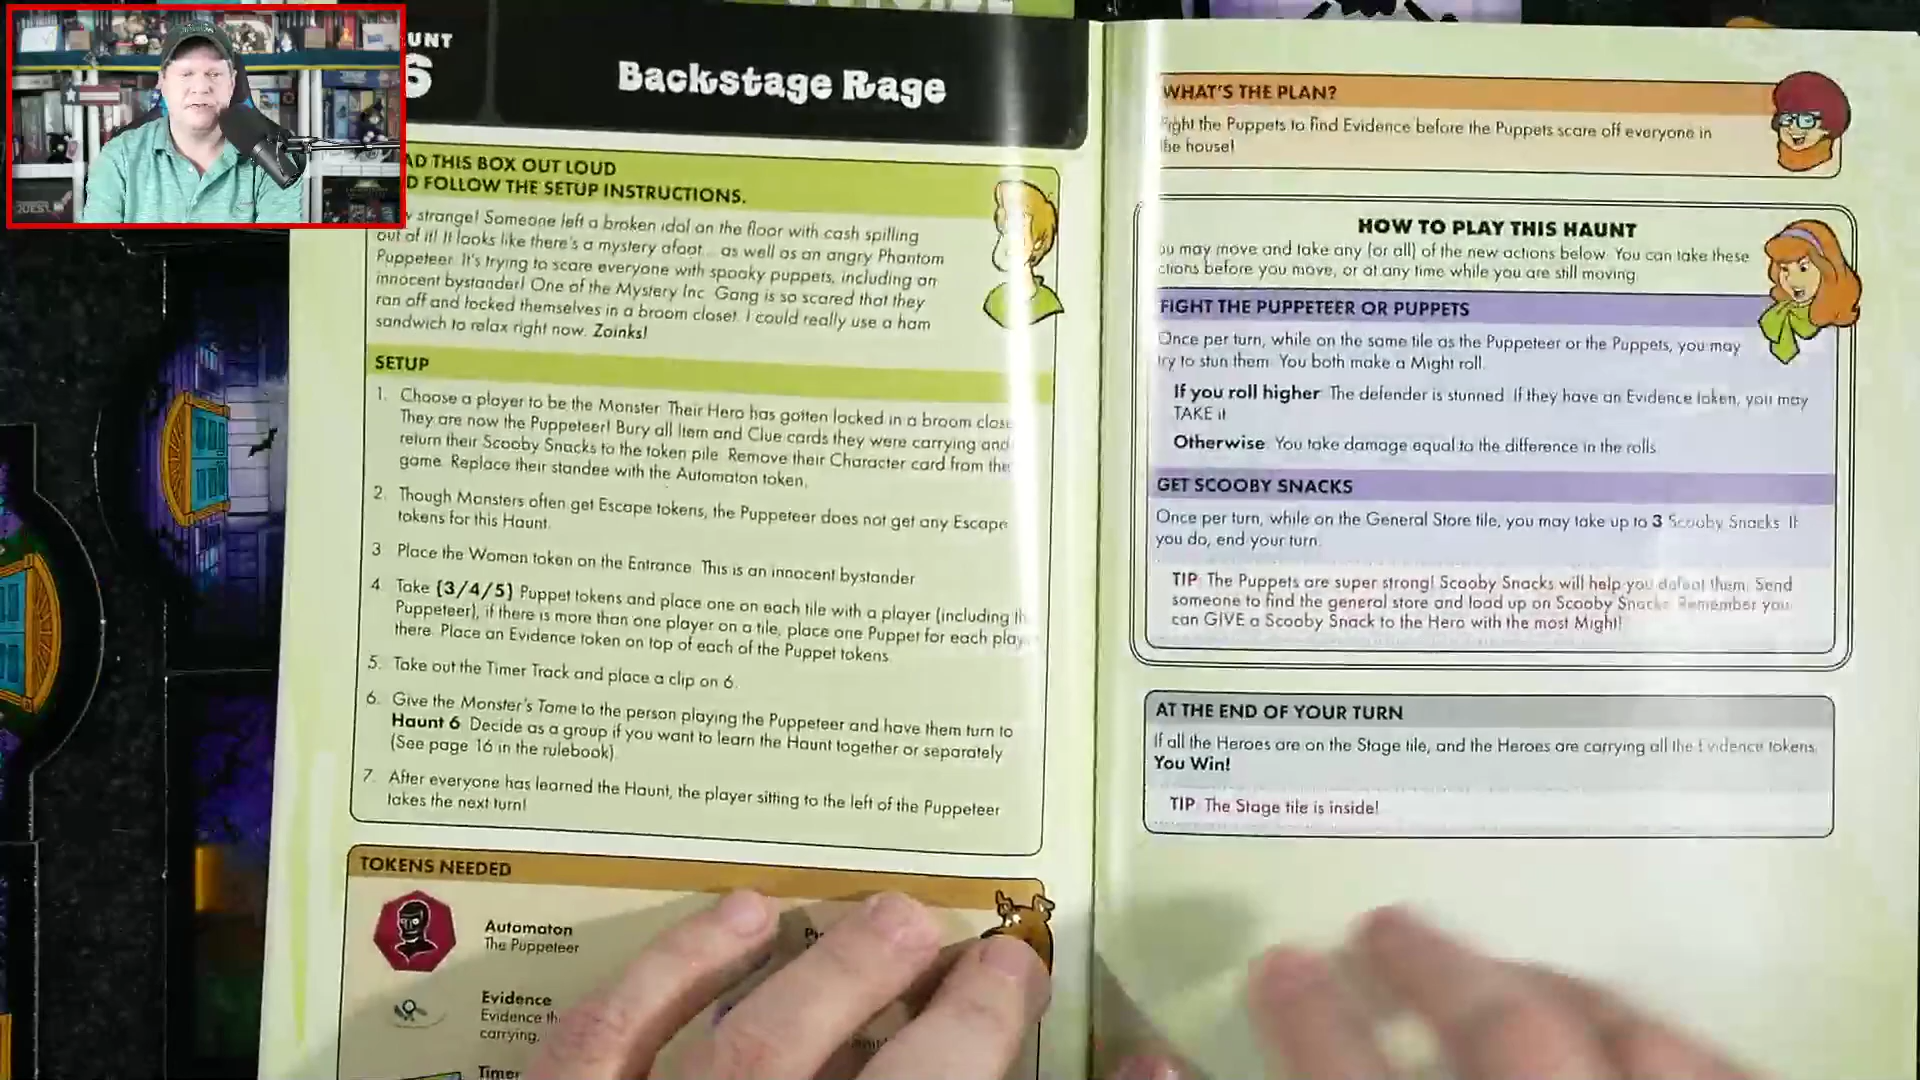 UNT
6
Backstage Rage
AD THIS BOX OUT LOUD
D FOLLOW THE SETUP INSTRUCTIONS.
w strange! Someone left a broken idol on the floor with cash spilling
out of it! It looks like there's a mystery afoot... as well as an angry Phantom
Puppeteer. It's trying to scare everyone with spooky puppets, including an
innocent bystander! One of the Mystery Inc. Gang is so scared that they
ran off and locked themselves in a broom closet. I could really use a ham
sandwich to relax right now. Zoinks!
SETUP
1. Choose a player to be the Monster. Their Hero has gotten locked in a broom close
They are now the Puppeteer! Bury all Item and Clue cards they were carrying and
return their Scooby Snacks to the token pile. Remove their Character card from the
game. Replace their standee with the Automaton token.
2. Though Monsters often get Escape tokens, the Puppeteer does not get any Escape
tokens for this Haunt.
3 Place the Woman token on the Entrance. This is an innocent bystander
4 Take (3/4/5) Puppet tokens and place one on each tile with a player (including th
Puppeteer), if there is more than one player on a tile, place one Puppet for each play
there. Place an Evidence token on top of each of the Puppet tokens.
5. Take out the Timer Track and place a clip on 6.
6. Give the Monster's Tome to the person playing the Puppeteer and have them turn to
Haunt 6. Decide as a group if you want to learn the Haunt together or separately
(See page 16 in the rulebook).
7. After everyone has learned the Haunt, the player sitting to the left of the Puppeteer
takes the next turn!
TOKENS NEEDED
Automaton
The Puppeteer
Evidence
Evidence th
carrying.
Timer
WHAT'S THE PLAN?
Fight the Puppets to find Evidence before the Puppets scare off everyone in
the house!
HOW TO PLAY THIS HAUNT
ou may move and take any (or all) of the new actions below. You can take these
ctions before you move, or at any time while you are still moving.
FIGHT THE PUPPETEER OR PUPPETS
Once per turn, while on the same tile as the Puppeteer or the Puppets, you may
try to stun them. You both make a Might roll.
If you roll higher: The defender is stunned. If they have an Evidence token, you may
TAKE it
Otherwise: You take damage equal to the difference in the rolls.
GET SCOOBY SNACKS
Once per turn, while on the General Store tile, you may take up to 3 Scooby Snacks. If
you do, end your turn.
TIP: The Puppets are super strong! Scooby Snacks will help you defeat them. Send
someone to find the general store and load up on Scooby Snacks. Remember you
can GIVE a Scooby Snack to the Hero with the most Might!
AT THE END OF YOUR TURN
If all the Heroes are on the Stage tile, and the Heroes are carrying all the Evidence tokens,
You Win!
TIP: The Stage tile is inside!